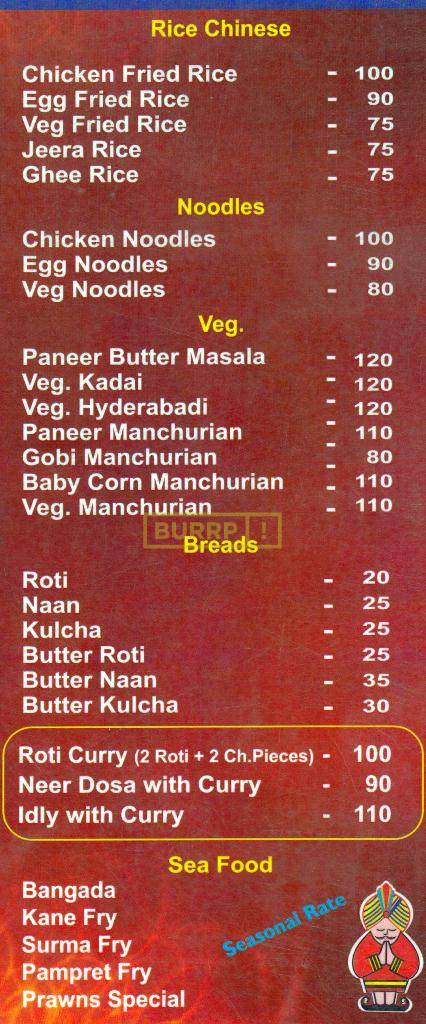 Rice Chinese
Chicken Fried Rice - 100
Egg Fried Rice - 90
Veg Fried Rice - 75
Jeera Rice - 75
Ghee Rice - 75
Noodles
Chicken Noodles - 100
Egg Noodles - 90
Veg Noodles - 80
Veg.
Paneer Butter Masala - 120
Veg. Kadai - 120
Veg. Hyderabadi - 120
Paneer Manchurian - 110
Gobi Manchurian - 80
Baby Corn Manchurian - 110
Veg. Manchurian - 110
BURRP!
Breads
Roti - 20
Naan - 25
Kulcha - 25
Butter Roti - 25
Butter Naan - 35
Butter Kulcha - 30
Roti Curry (2 Roti + 2 Ch.Pieces) - 100
Neer Dosa with Curry - 90
Idly with Curry - 110
Sea Food
Bangada
Kane Fry
Surma Fry
Pampret Fry
Prawns Special
Seasonal Rate